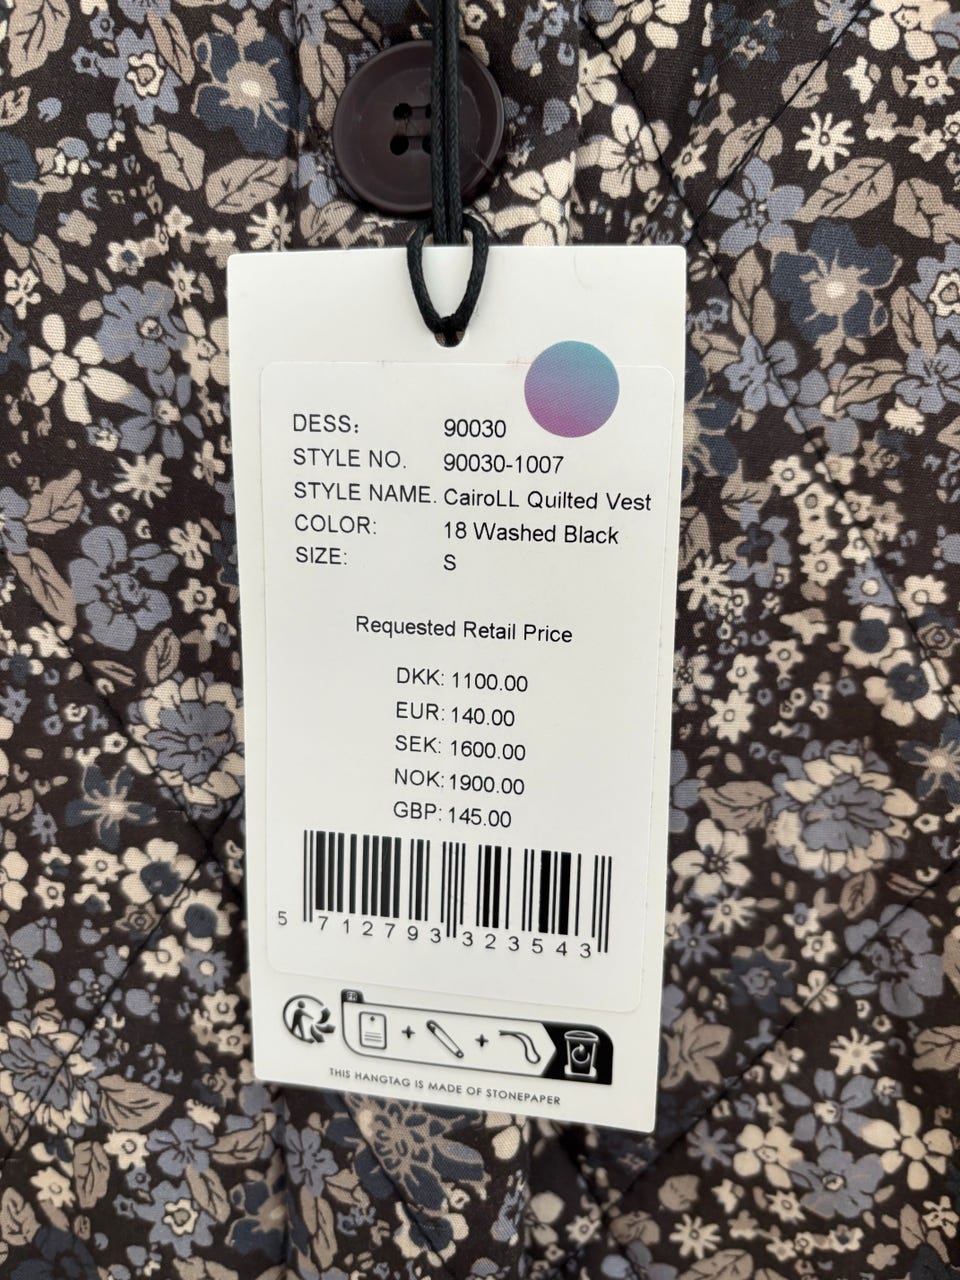 DESS: 90030
STYLE NO. 90030-1007
STYLE NAME. CairoLL Quilted Vest
COLOR: 18 Washed Black
SIZE: S
Requested Retail Price
DKK: 1100.00
EUR: 140.00
SEK: 1600.00
NOK: 1900.00
GBP: 145.00
5 712793 323543
FR
THIS HANGTAG IS MADE OF STONEPAPER